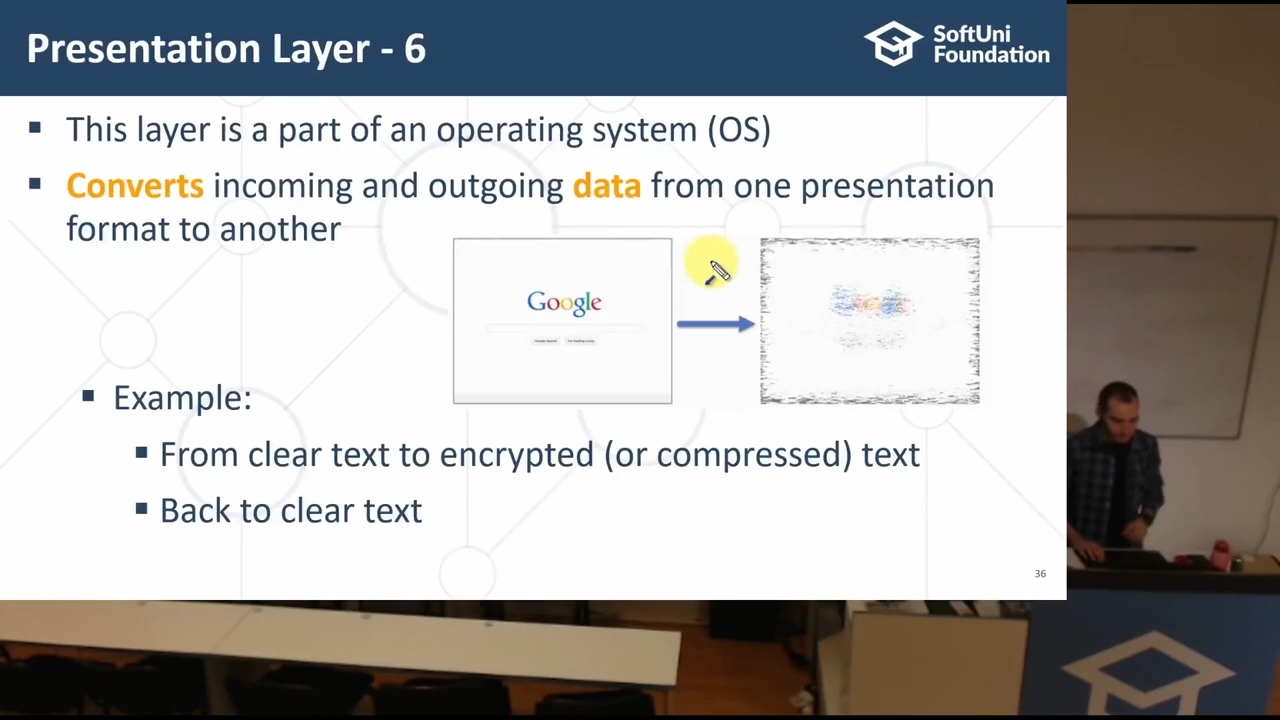 Presentation Layer - 6
SoftUni
Foundation
This layer is a part of an operating system (OS)
Converts incoming and outgoing data from one presentation
format to another
Google
Example:
From clear text to encrypted (or compressed) text
Back to clear text
36